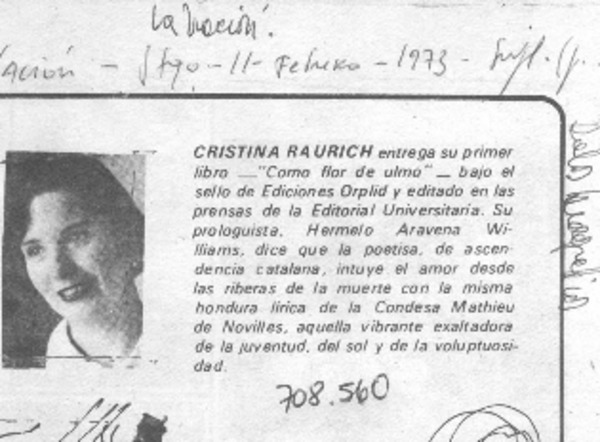 La Nación.
Nación - Stgo - 11 - Febrero - 1973 - Supl.
CRISTINA RAURICH entrega su primer
libro — "Como flor de ulmo" — bajo el
sello de Ediciones Orplid y editado en las
prensas de la Editorial Universitaria. Su
prologuista, Hermelo Aravena Wi-
lliams, dice que la poetisa, de ascen-
dencia catalana, intuye el amor desde
las riberas de la muerte con la misma
hondura lírica de la Condesa Mathieu
de Novilles, aquella vibrante exaltadora
de la juventud, del sol y de la voluptuosi-
dad.
708.560